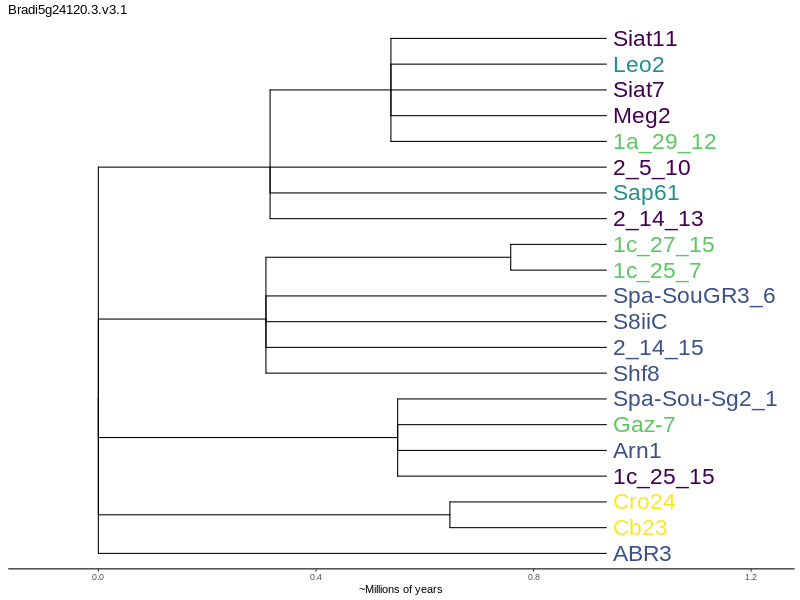 Bradi5g24120.3.v3.1
Siat11
Leo2
Siat7
Meg2
1a_29_12
2_5_10
Sap61
2_14_13
1c_27_15
1c_25_7
Spa-SouGR3_6
S8iiC
2_14_15
Shf8
Spa-Sou-Sg2_1
Gaz-7
Arn1
1c_25_15
Cro24
Cb23
ABR3
0.0 0.4 0.8 1.2
~Millions of years